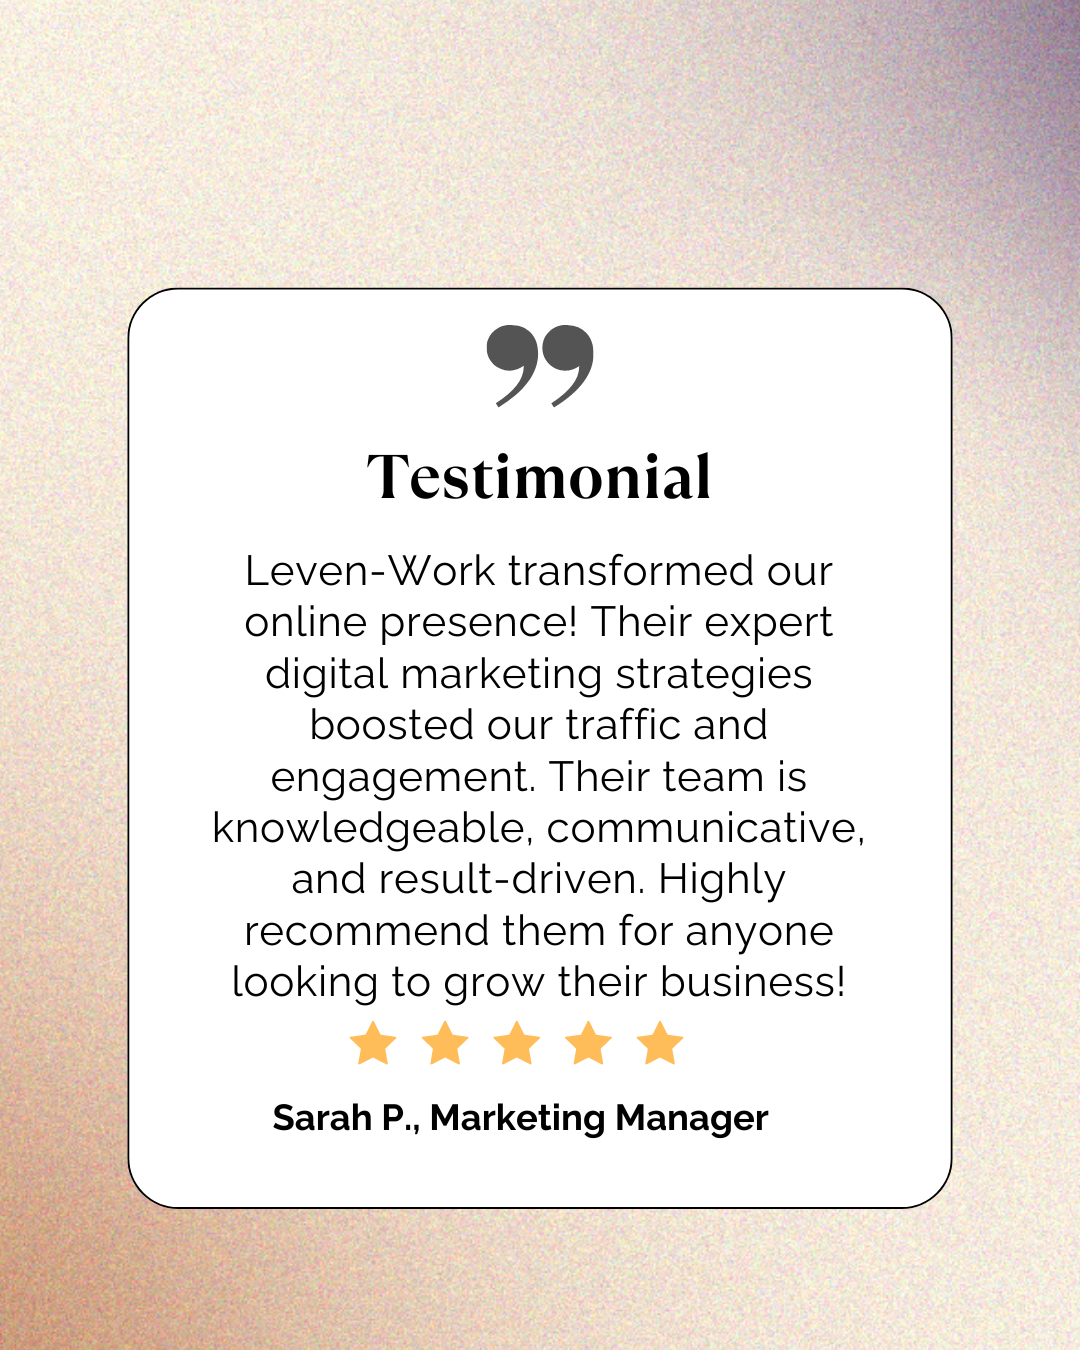 ”
Testimonial
Leven-Work transformed our
online presence! Their expert
digital marketing strategies
boosted our traffic and
engagement. Their team is
knowledgeable, communicative,
and result-driven. Highly
recommend them for anyone
looking to grow their business!
Sarah P., Marketing Manager